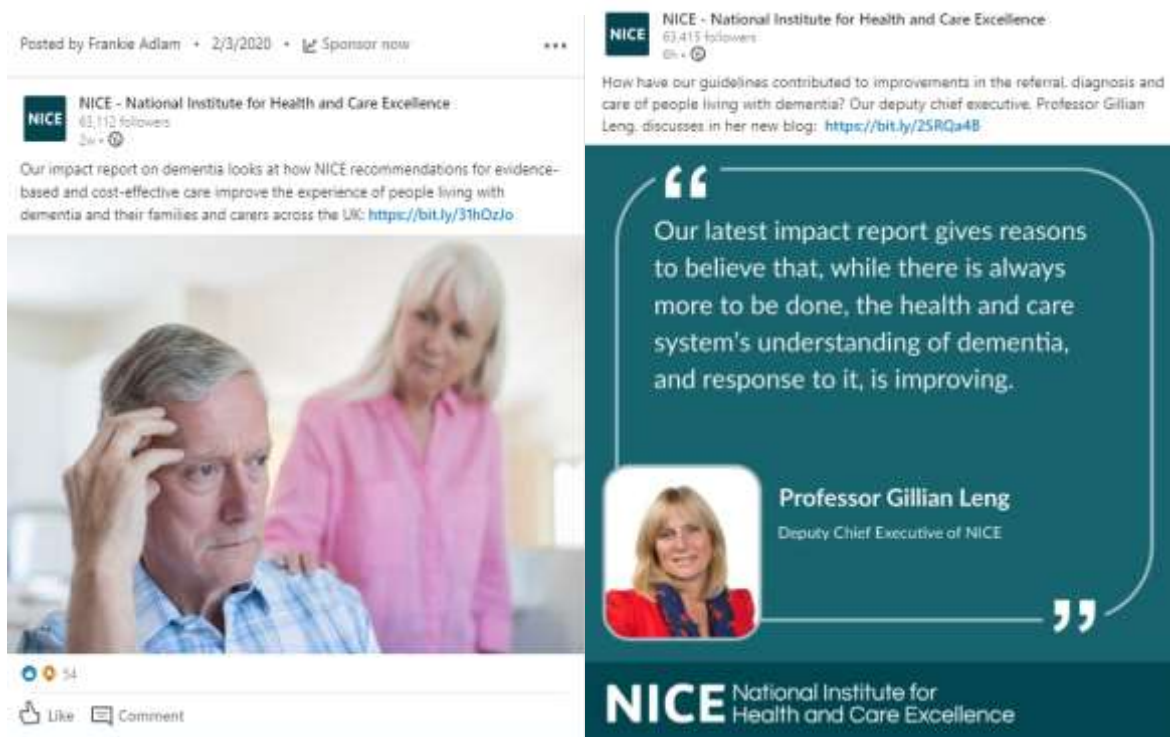 Posted by Frankie Adlam • 2/3/2020 • Sponsor now
NICE
NICE - National Institute for Health and Care Excellence
63,112 followers
2w •
Our impact report on dementia looks at how NICE recommendations for evidence-
based and cost-effective care improve the experience of people living with
dementia and their families and carers across the UK: https://bit.ly/31hOzJo
54
Like Comment
NICE
NICE - National Institute for Health and Care Excellence
63,415 followers
6h •
How have our guidelines contributed to improvements in the referral, diagnosis and
care of people living with dementia? Our deputy chief executive, Professor Gillian
Leng, discusses in her new blog: https://bit.ly/2SRQa4B
“
Our latest impact report gives reasons
to believe that, while there is always
more to be done, the health and care
system's understanding of dementia,
and response to it, is improving.
Professor Gillian Leng
Deputy Chief Executive of NICE
”
NICE National Institute for
Health and Care Excellence